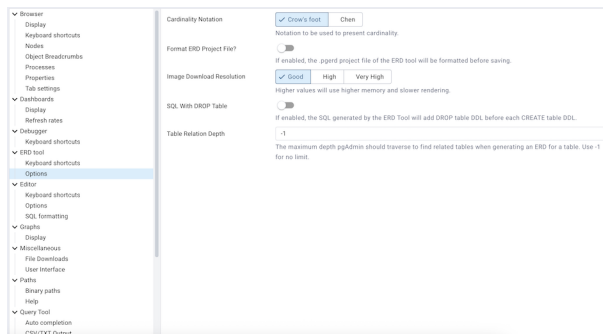 Browser
Display
Keyboard shortcuts
Nodes
Object Breadcrumbs
Processes
Properties
Tab settings
Dashboards
Display
Refresh rates
Debugger
Keyboard shortcuts
ERD tool
Keyboard shortcuts
Options
Editor
Keyboard shortcuts
Options
SQL formatting
Graphs
Display
Miscellaneous
File Downloads
User Interface
Paths
Binary paths
Help
Query Tool
Auto completion
CSV/TXT Output
Cardinality Notation
Crow's foot Chen
Notation to be used to present cardinality.
Format ERD Project File?
If enabled, the .pgerd project file of the ERD tool will be formatted before saving.
Image Download Resolution
Good High Very High
Higher values will use higher memory and slower rendering.
SQL With DROP Table
If enabled, the SQL generated by the ERD Tool will add DROP table DDL before each CREATE table DDL.
Table Relation Depth
-1
The maximum depth pgAdmin should traverse to find related tables when generating an ERD for a table. Use -1
for no limit.